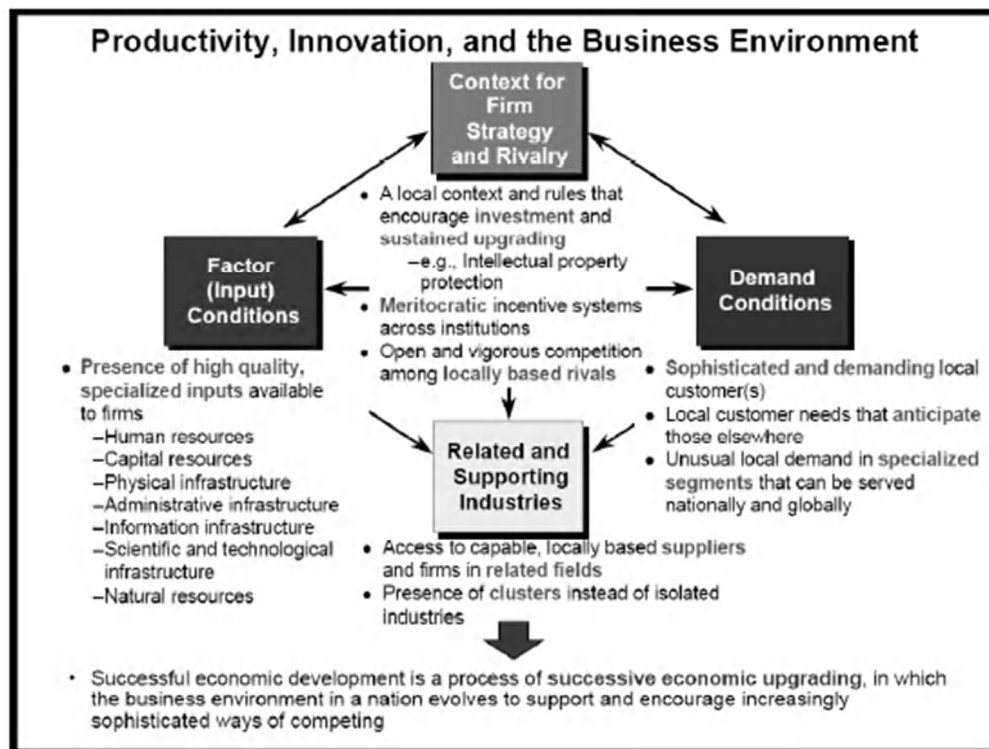 Productivity, Innovation, and the Business Environment
Context for
Firm
Strategy
and Rivalry
• A local context and rules that
encourage investment and
sustained upgrading
–e.g., Intellectual property
protection
• Meritocratic incentive systems
across institutions
• Open and vigorous competition
among locally based rivals
Factor
(Input)
Conditions
• Presence of high quality,
specialized inputs available
to firms
–Human resources
–Capital resources
–Physical infrastructure
–Administrative infrastructure
–Information infrastructure
–Scientific and technological
infrastructure
–Natural resources
Demand
Conditions
• Sophisticated and demanding local
customer(s)
• Local customer needs that anticipate
those elsewhere
• Unusual local demand in specialized
segments that can be served
nationally and globally
Related and
Supporting
Industries
• Access to capable, locally based suppliers
and firms in related fields
• Presence of clusters instead of isolated
industries
• Successful economic development is a process of successive economic upgrading, in which
the business environment in a nation evolves to support and encourage increasingly
sophisticated ways of competing